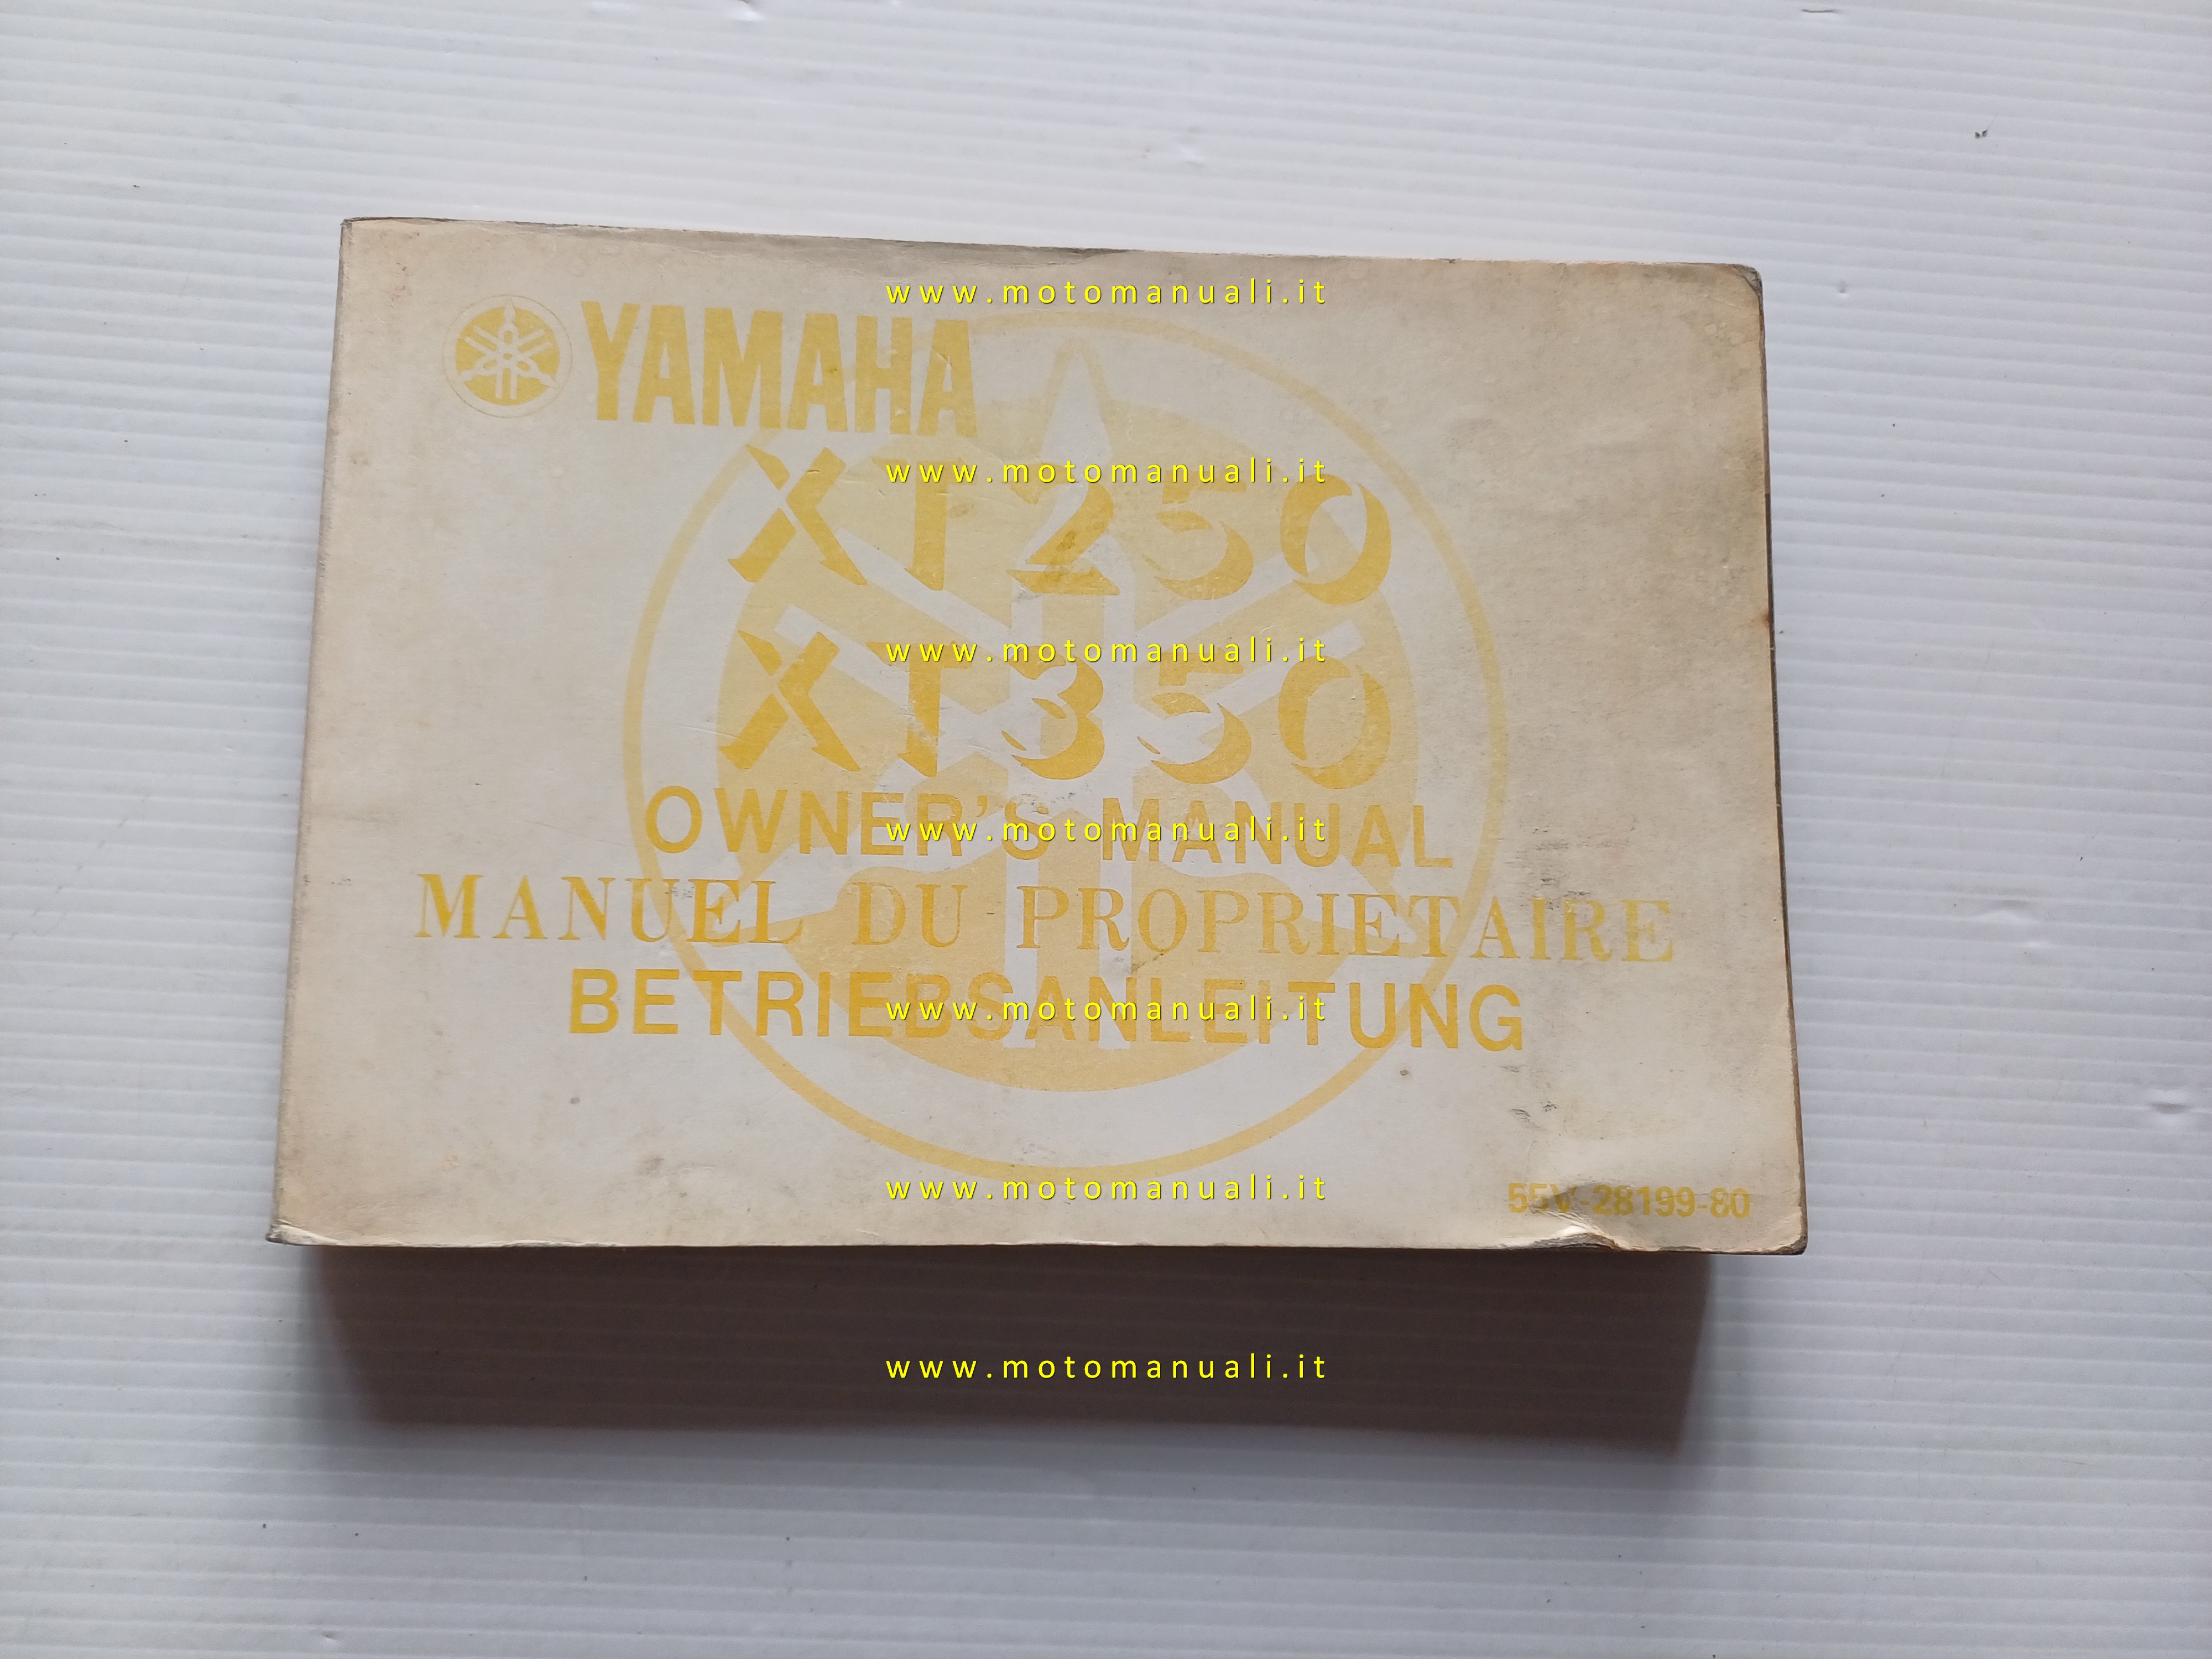 www.motomanuali.it
YAMAHA
www.motomanuali.it
XT250
www.motomanuali.it
XT350
OWNER'S MANUAL
www.motomanuali.it
MANUEL DU PROPRIETAIRE
BETRIEBSANLEITUNG
www.motomanuali.it
www.motomanuali.it
55V-28199-80
www.motomanuali.it